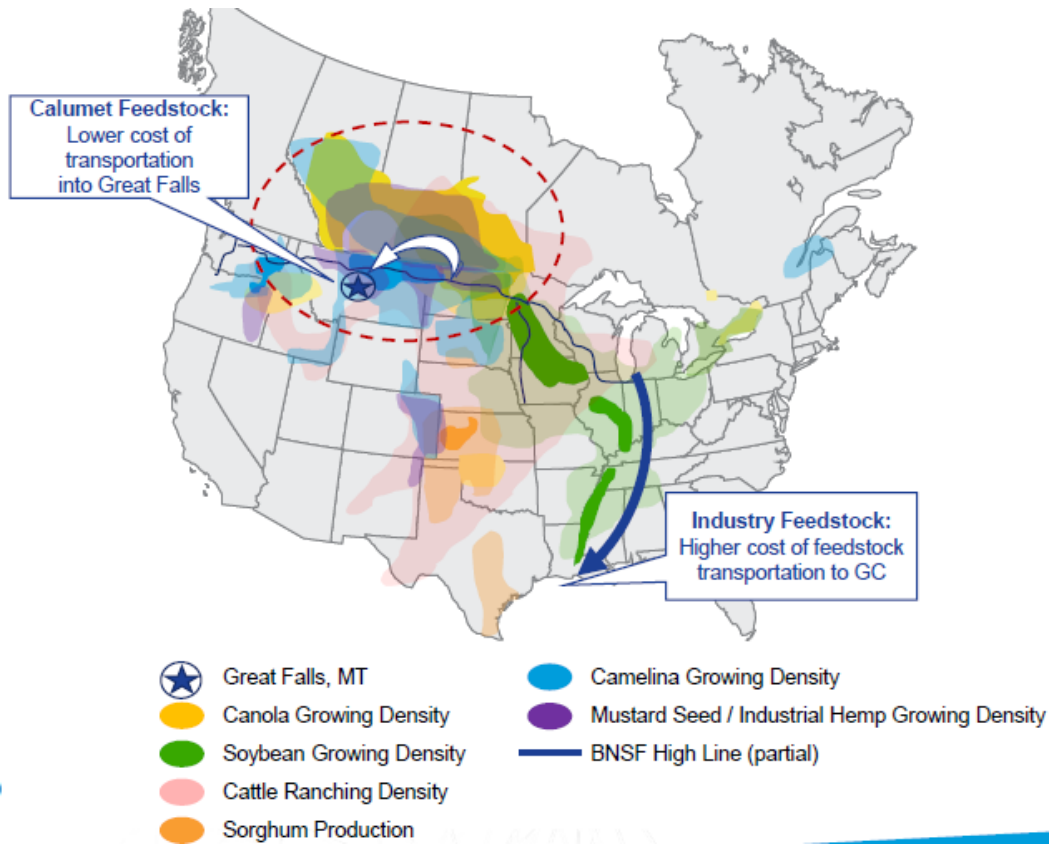 Calumet Feedstock:
Lower cost of
transportation
into Great Falls
Industry Feedstock:
Higher cost of feedstock
transportation to GC
Great Falls, MT
Canola Growing Density
Soybean Growing Density
Cattle Ranching Density
Sorghum Production
Camelina Growing Density
Mustard Seed / Industrial Hemp Growing Density
BNSF High Line (partial)